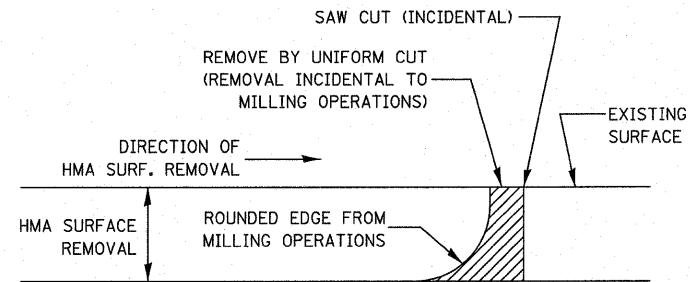 SAW CUT (INCIDENTAL)
REMOVE BY UNIFORM CUT
(REMOVAL INCIDENTAL TO
MILLING OPERATIONS)
EXISTING
SURFACE
DIRECTION OF
HMA SURF. REMOVAL
HMA SURFACE
REMOVAL
ROUNDED EDGE FROM
MILLING OPERATIONS